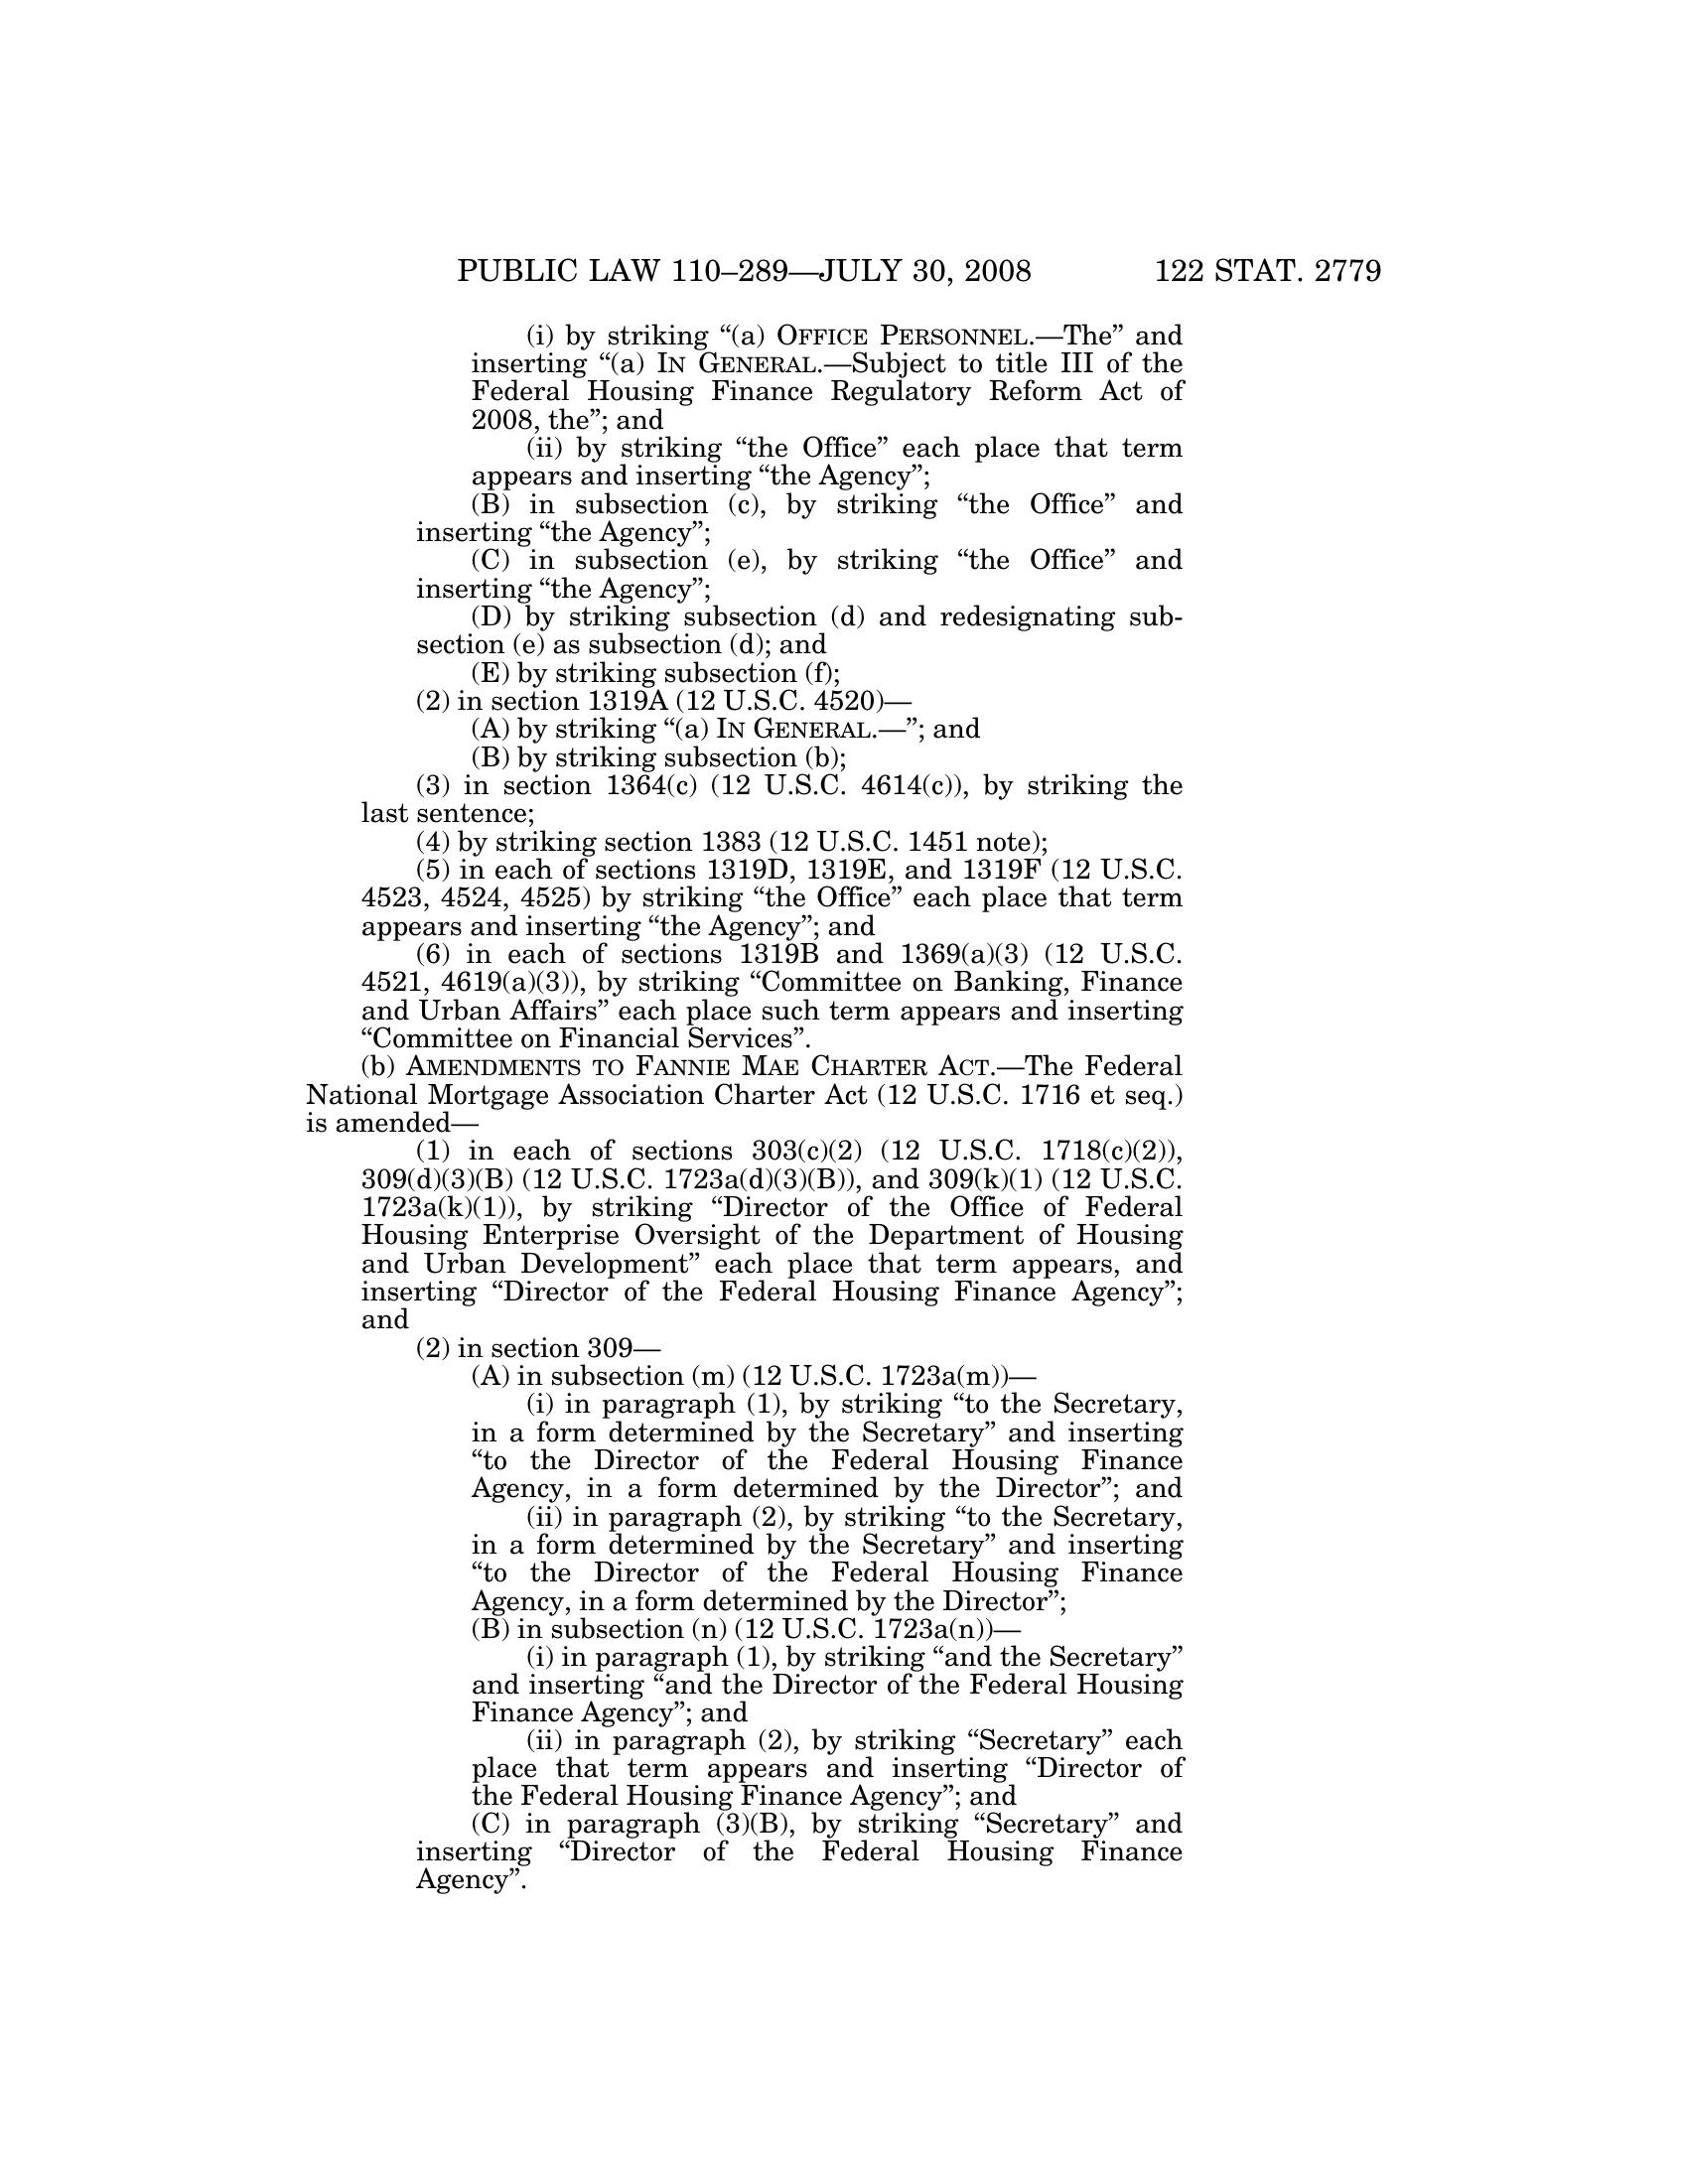 PUBLIC LAW 110–289—JULY 30, 2008 122 STAT. 2779
(i) by striking “(a) OFFICE PERSONNEL.—The” and
inserting “(a) IN GENERAL.—Subject to title III of the
Federal Housing Finance Regulatory Reform Act of
2008, the”; and
(ii) by striking “the Office” each place that term
appears and inserting “the Agency”;
(B) in subsection (c), by striking “the Office” and
inserting “the Agency”;
(C) in subsection (e), by striking “the Office” and
inserting “the Agency”;
(D) by striking subsection (d) and redesignating sub-
section (e) as subsection (d); and
(E) by striking subsection (f);
(2) in section 1319A (12 U.S.C. 4520)—
(A) by striking “(a) IN GENERAL.—”; and
(B) by striking subsection (b);
(3) in section 1364(c) (12 U.S.C. 4614(c)), by striking the
last sentence;
(4) by striking section 1383 (12 U.S.C. 1451 note);
(5) in each of sections 1319D, 1319E, and 1319F (12 U.S.C.
4523, 4524, 4525) by striking “the Office” each place that term
appears and inserting “the Agency”; and
(6) in each of sections 1319B and 1369(a)(3) (12 U.S.C.
4521, 4619(a)(3)), by striking “Committee on Banking, Finance
and Urban Affairs” each place such term appears and inserting
“Committee on Financial Services”.
(b) AMENDMENTS TO FANNIE MAE CHARTER ACT.—The Federal
National Mortgage Association Charter Act (12 U.S.C. 1716 et seq.)
is amended—
(1) in each of sections 303(c)(2) (12 U.S.C. 1718(c)(2)),
309(d)(3)(B) (12 U.S.C. 1723a(d)(3)(B)), and 309(k)(1) (12 U.S.C.
1723a(k)(1)), by striking “Director of the Office of Federal
Housing Enterprise Oversight of the Department of Housing
and Urban Development” each place that term appears, and
inserting “Director of the Federal Housing Finance Agency”;
and
(2) in section 309—
(A) in subsection (m) (12 U.S.C. 1723a(m))—
(i) in paragraph (1), by striking “to the Secretary,
in a form determined by the Secretary” and inserting
“to the Director of the Federal Housing Finance
Agency, in a form determined by the Director”; and
(ii) in paragraph (2), by striking “to the Secretary,
in a form determined by the Secretary” and inserting
“to the Director of the Federal Housing Finance
Agency, in a form determined by the Director”;
(B) in subsection (n) (12 U.S.C. 1723a(n))—
(i) in paragraph (1), by striking “and the Secretary”
and inserting “and the Director of the Federal Housing
Finance Agency”; and
(ii) in paragraph (2), by striking “Secretary” each
place that term appears and inserting “Director of
the Federal Housing Finance Agency”; and
(C) in paragraph (3)(B), by striking “Secretary” and
inserting “Director of the Federal Housing Finance
Agency”.